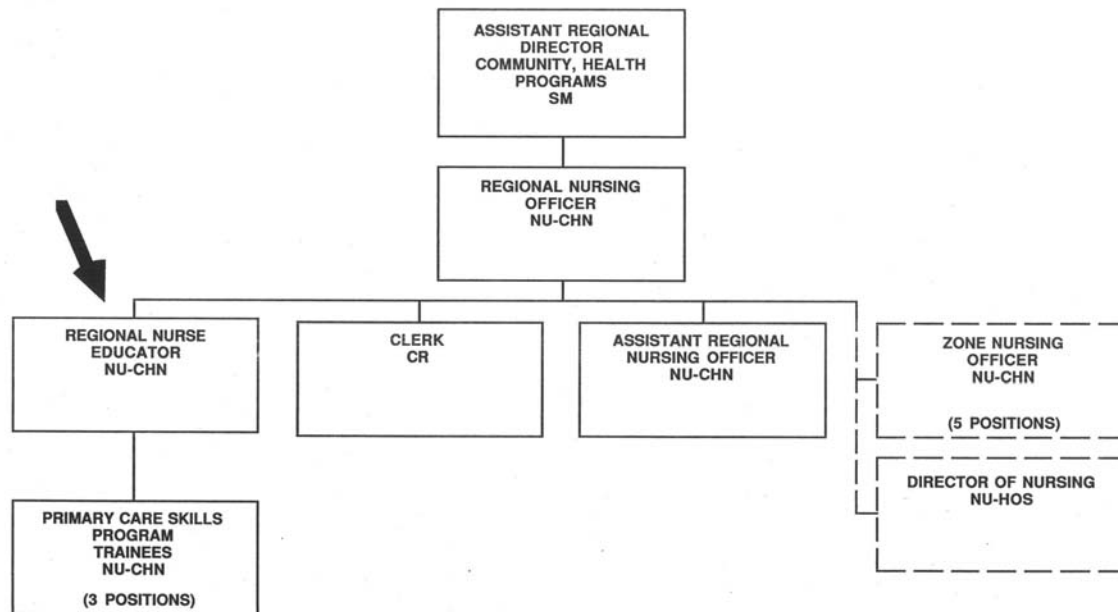 ASSISTANT REGIONAL
DIRECTOR
COMMUNITY, HEALTH
PROGRAMS
SM
REGIONAL NURSING
OFFICER
NU-CHN
REGIONAL NURSE
EDUCATOR
NU-CHN
CLERK
CR
ASSISTANT REGIONAL
NURSING OFFICER
NU-CHN
ZONE NURSING
OFFICER
NU-CHN
(5 POSITIONS)
DIRECTOR OF NURSING
NU-HOS
PRIMARY CARE SKILLS
PROGRAM
TRAINEES
NU-CHN
(3 POSITIONS)